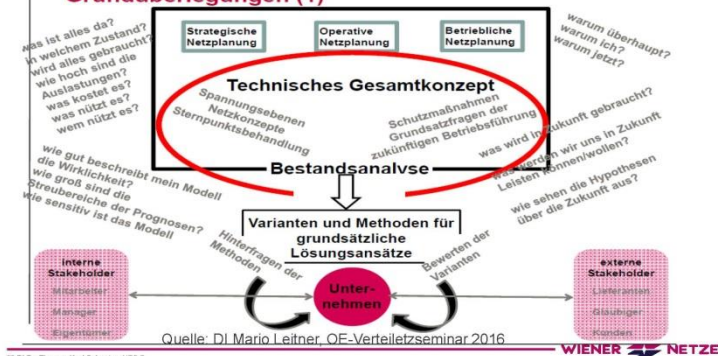 Grundüberlegungen (1)
Strategische
Netzplanung
Operative
Netzplanung
Betriebliche
Netzplanung
was ist alles da?
in welchem Zustand?
wird alles gebraucht?
wie hoch sind die
Auslastungen?
was kostet es?
was nützt es?
wem nützt es?
warum überhaupt?
warum ich?
warum jetzt?
Technisches Gesamtkonzept
Spannungsebenen
Netzkonzepte
Sternpunktsbehandlung
Schutzmaßnahmen
Grundsatzfragen der
zukünftigen Betriebsführung
was wird in Zukunft gebraucht?
was werden wir uns in Zukunft
Leisten können/wollen?
wie sehen die Hypothesen
über die Zukunft aus?
Bestandsanalyse
wie gut beschreibt mein Modell
die Wirklichkeit?
wie groß sind die
Streubereiche der Prognosen?
wie sensitiv ist das Modell
Varianten und Methoden für
grundsätzliche
Lösungsansätze
Hinterfragen der
Methoden
Bewerten der
Varianten
interne
Stakeholder
Mitarbeiter
Manager
Eigentümer
Unter-
nehmen
externe
Stakeholder
Lieferanten
Gläubiger
Kunden
Quelle: DI Mario Leitner, OE-Verteiletzseminar 2016
WIENER NETZE